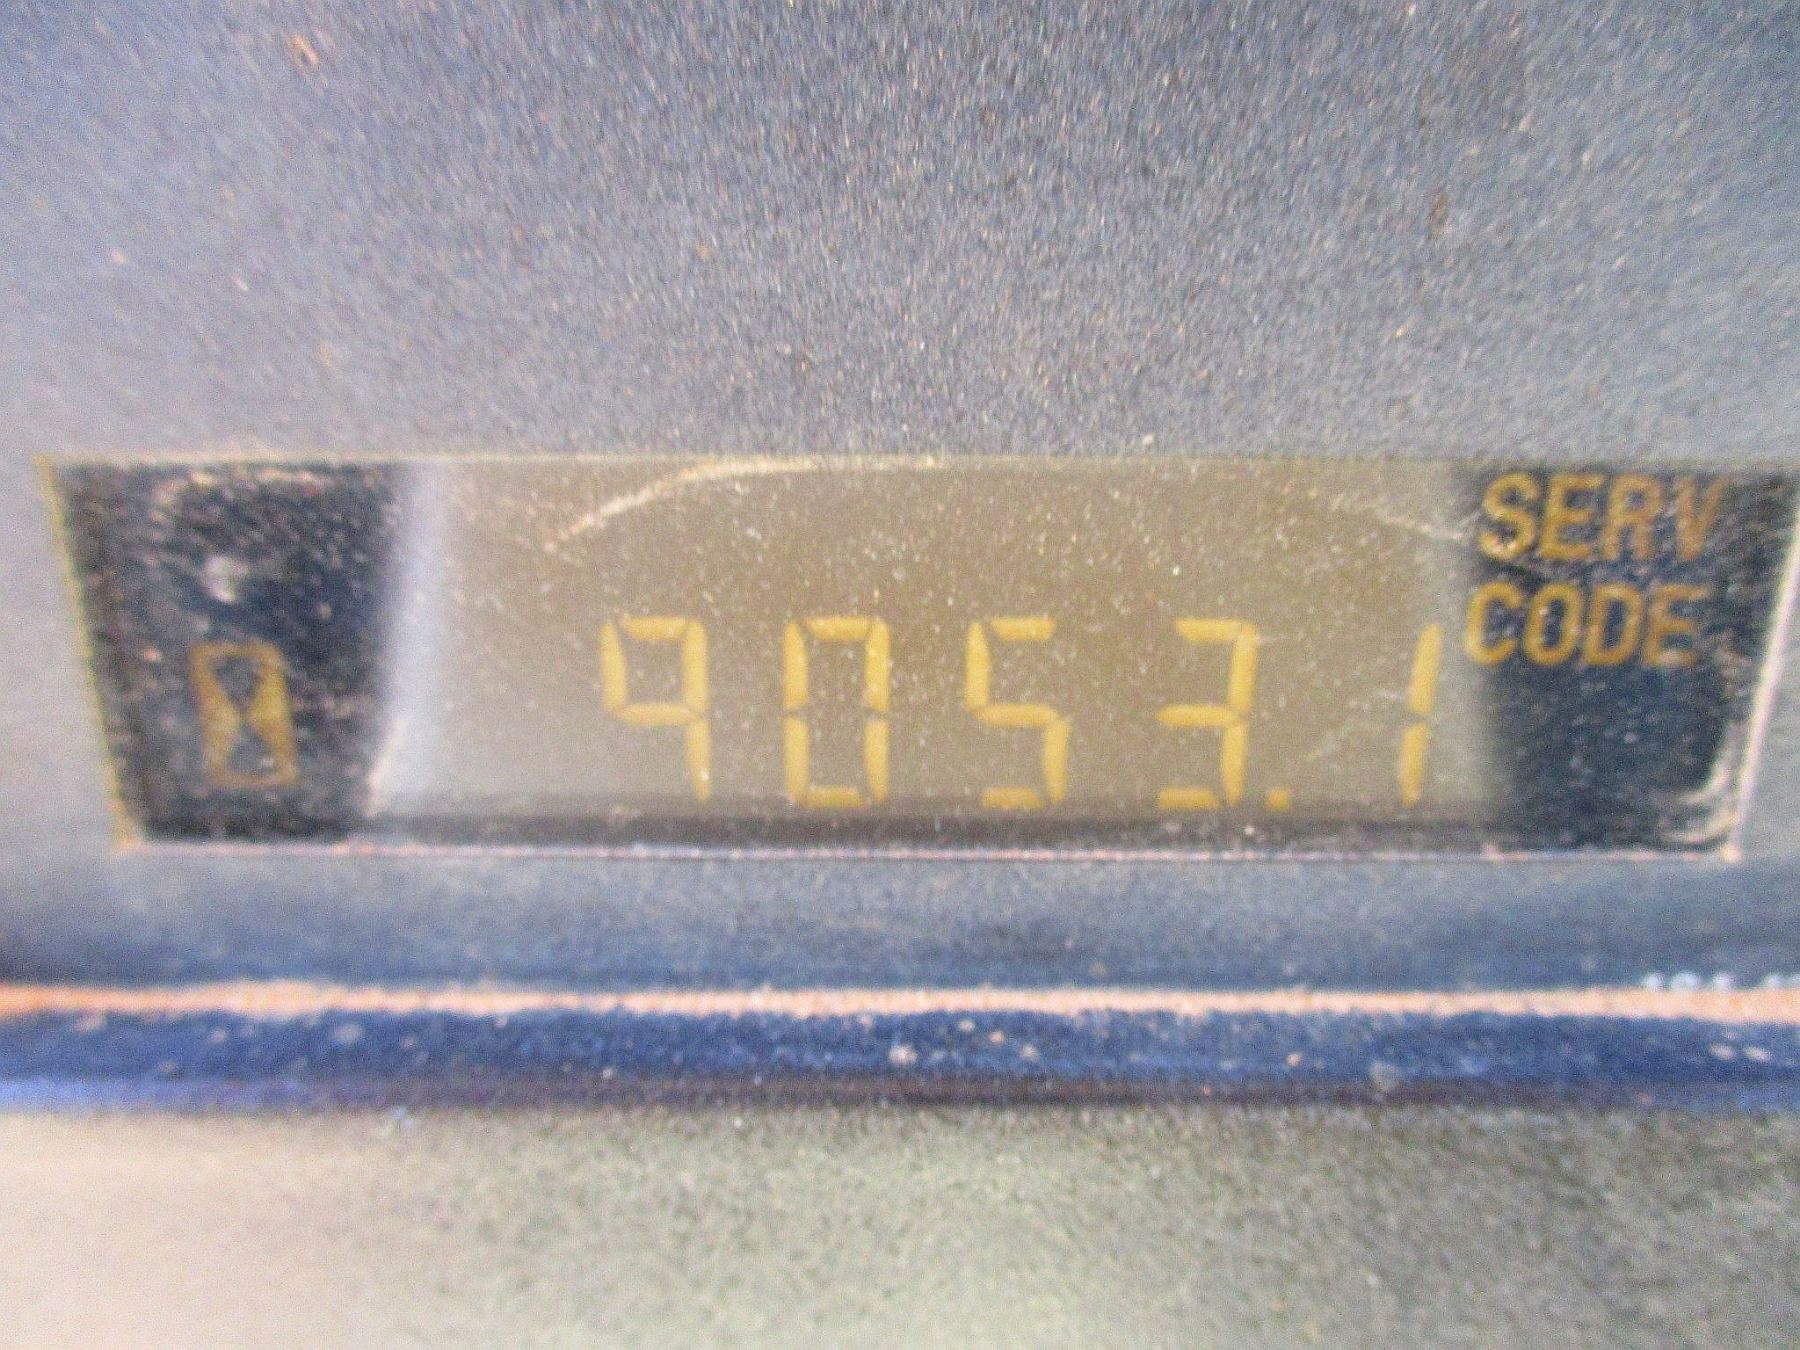 SERV
CODE
9053.1